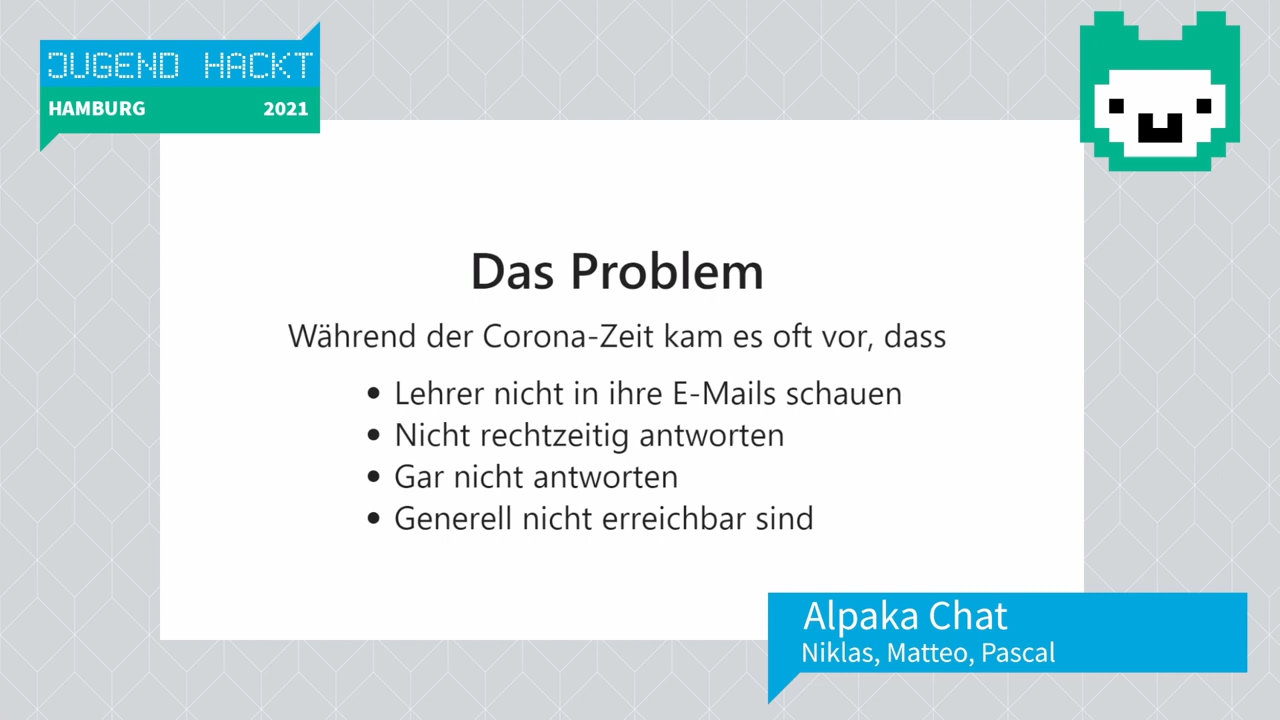 JUGEND HACKT
HAMBURG 2021
Das Problem
Während der Corona-Zeit kam es oft vor, dass
• Lehrer nicht in ihre E-Mails schauen
• Nicht rechtzeitig antworten
• Gar nicht antworten
• Generell nicht erreichbar sind
Alpaka Chat
Niklas, Matteo, Pascal